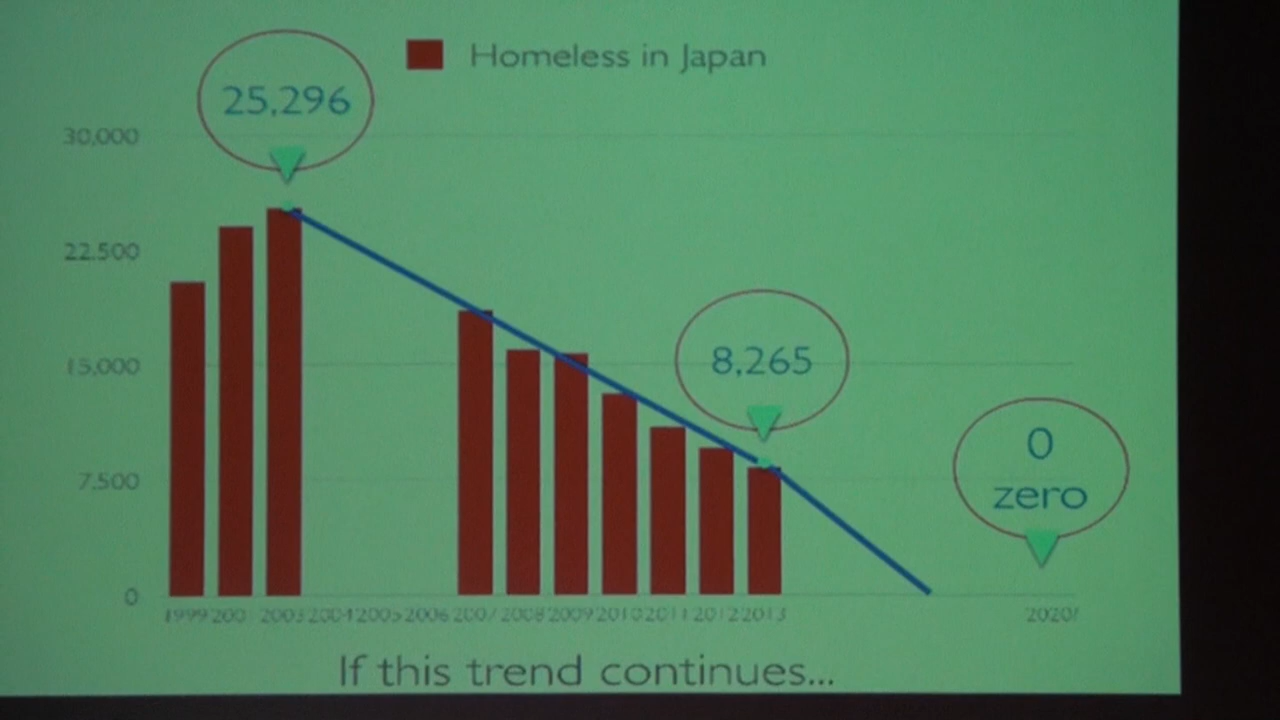 Homeless in Japan
25,296
30,000
22,500
15,000
7,500
0
8,265
0
zero
1999 2001 2003 2004 2005 2006 2007 2008 2009 2010 2011 2012 2013
If this trend continues...